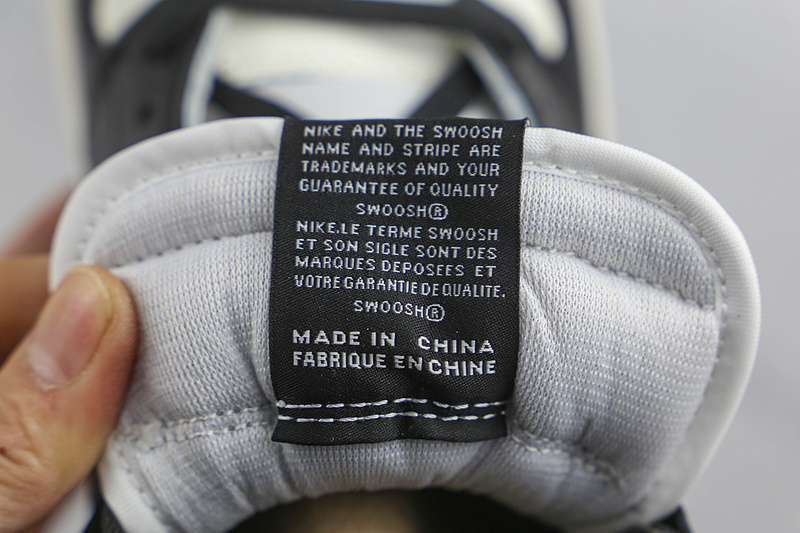 NIKE AND THE SWOOSH
NAME AND STRIPE ARE
TRADEMARKS AND YOUR
GUARANTEE OF QUALITY
SWOOSH®
NIKE.LE TERME SWOOSH
ET SON SIGLE SONT DES
MARQUES DEPOSEES ET
VOTRE GARANTIE DE QUALITE.
SWOOSH®
MADE IN CHINA
FABRIQUE EN CHINE